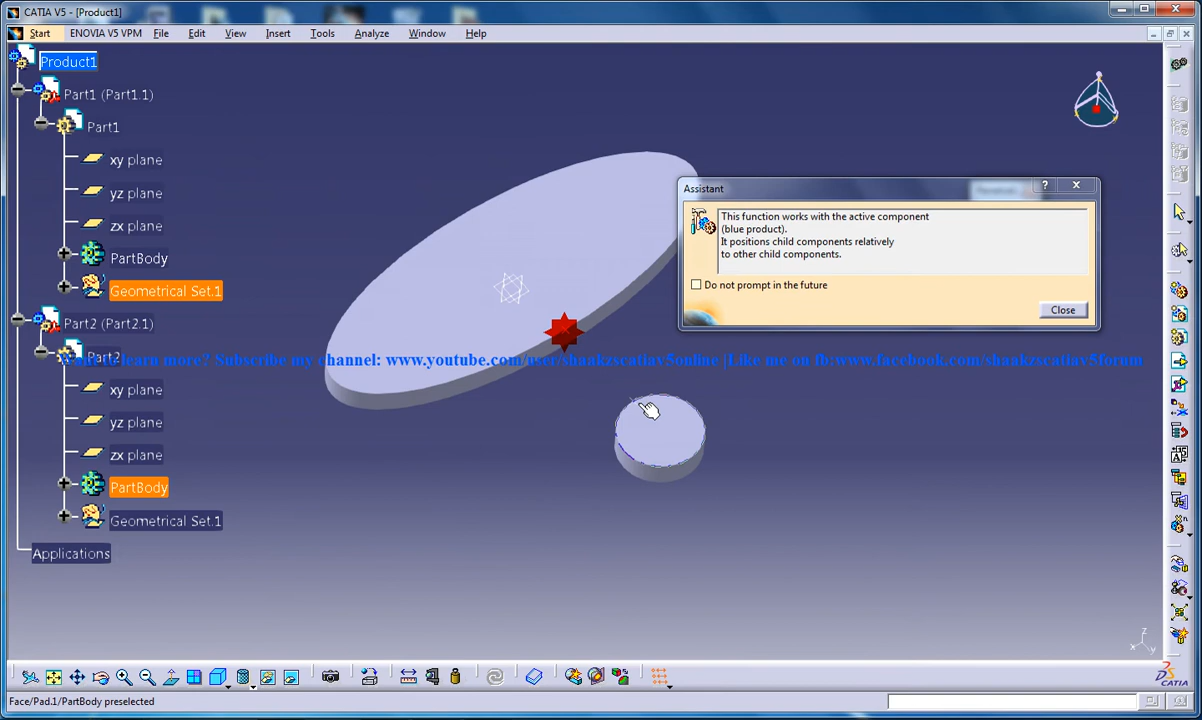 CATIA V5 - [Product1]
Start ENOVIA V5 VPM File Edit View Insert Tools Analyze Window Help
Product1
Part1 (Part1.1)
Part1
xy plane
yz plane
zx plane
PartBody
Geometrical Set.1
Part2 (Part2.1)
Part2
xy plane
yz plane
zx plane
PartBody
Geometrical Set.1
Applications
Assistant
This function works with the active component
(blue product).
It positions child components relatively
to other child components.
Do not prompt in the future
Close
to learn more? Subscribe my channel: www.youtube.com/user/shaakzscatiav5online |Like me on fb:www.facebook.com/shaakzscatiav5forum
z
y
CATIA
Face/Pad.1/PartBody preselected